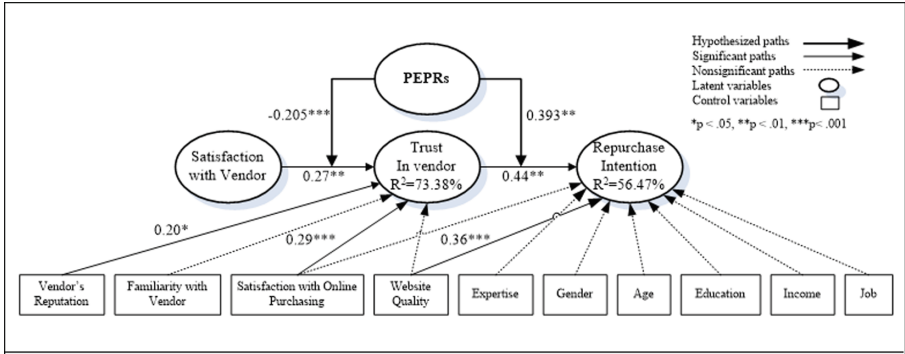 Hypothesized paths
Significant paths
Nonsignificant paths
Latent variables
Control variables
*p < .05, **p < .01, ***p< .001
PEPRs
-0.205***
0.393**
Satisfaction
with Vendor
0.27**
Trust
In vendor
R²=73.38%
0.44**
Repurchase
Intention
R²=56.47%
0.20*
0.29***
0.36***
Vendor's
Reputation
Familiarity with
Vendor
Satisfaction with Online
Purchasing
Website
Quality
Expertise
Gender
Age
Education
Income
Job